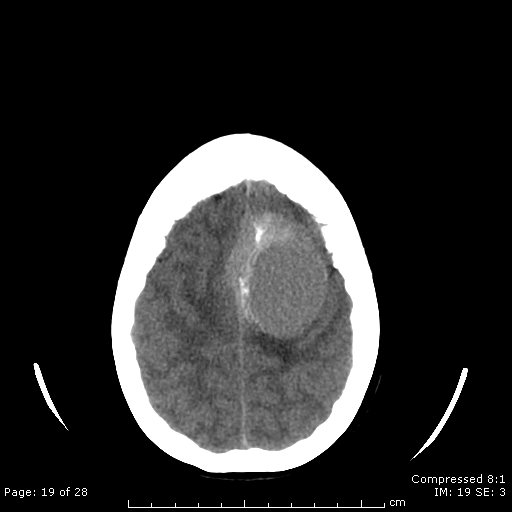 Compressed 8:1
Page: 19 of 28
IM: 19 SE: 3
cm